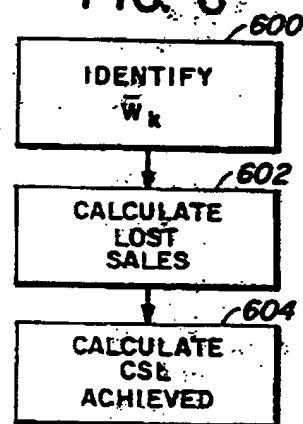 600
IDENTIFY
W̅ k
602
CALCULATE
LOST
SALES
604
CALCULATE
CSL
ACHIEVED